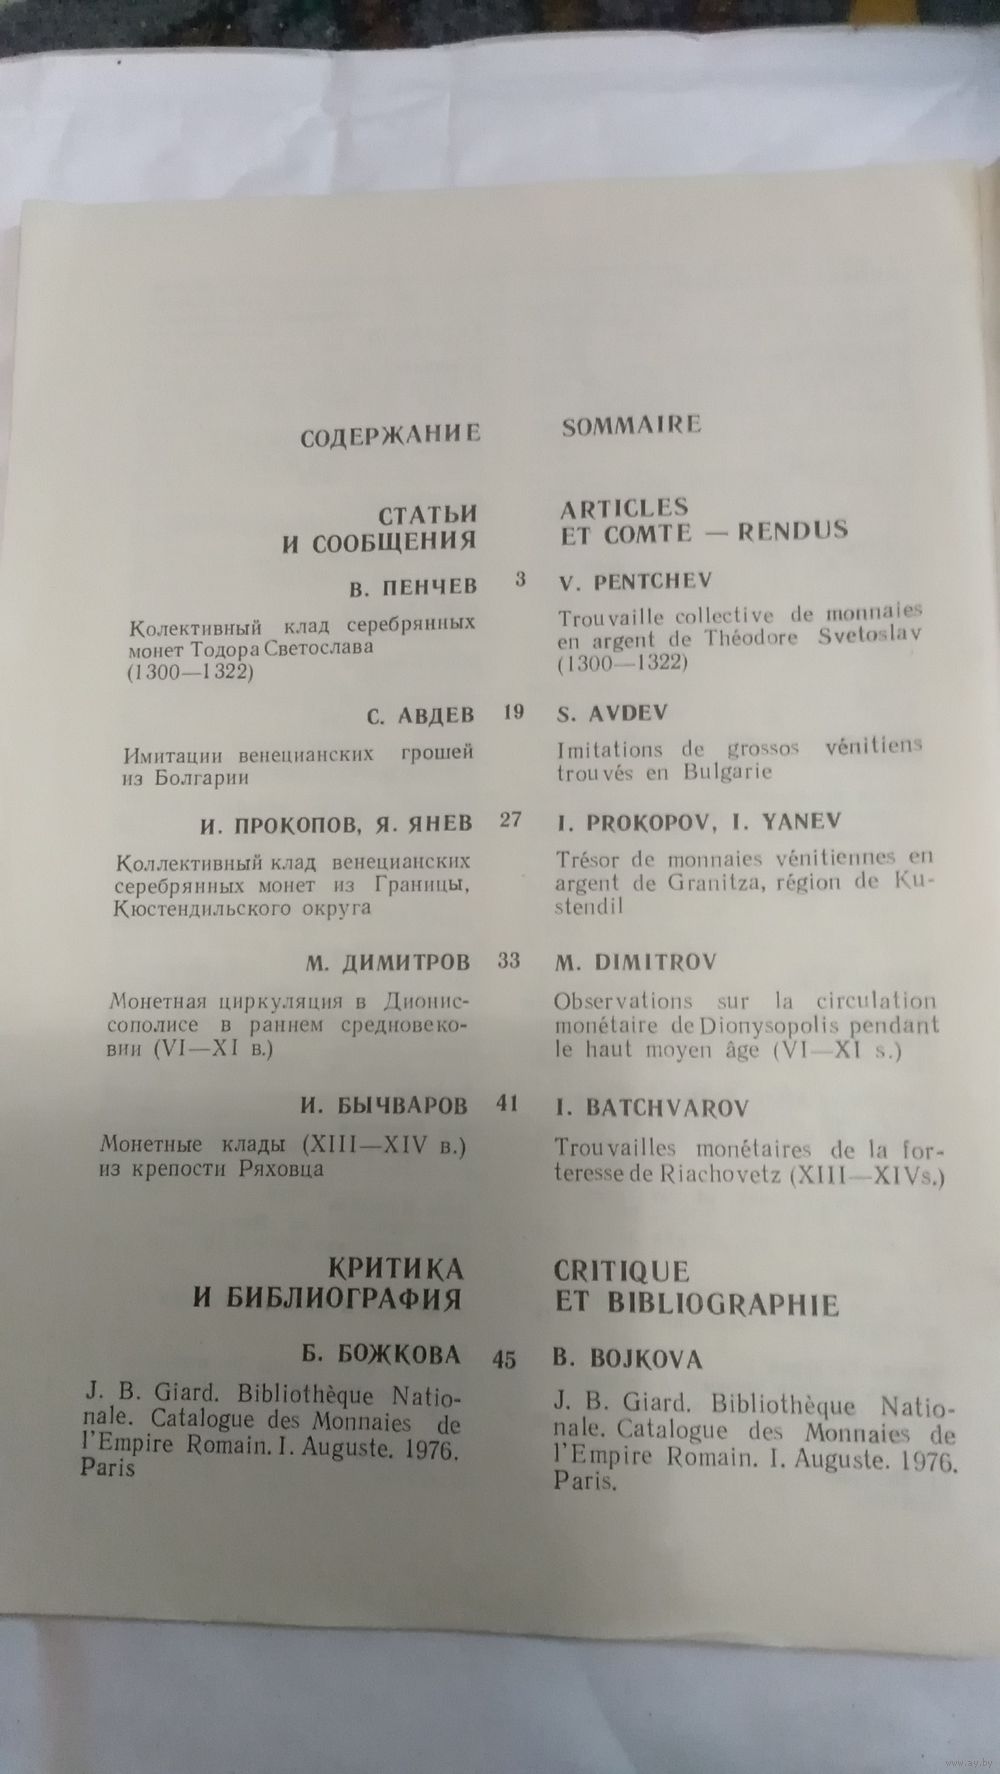 СОДЕРЖАНИЕ
СТАТЬИ
И СООБЩЕНИЯ
В. ПЕНЧЕВ
Колективный клад серебрянных
монет Тодора Светослава
(1300—1322)
С. АВДЕВ
Имитации венецианских грошей
из Болгарии
И. ПРОКОПОВ, Я. ЯНЕВ
Коллективный клад венецианских
серебрянных монет из Границы,
Кюстендильского округа
М. ДИМИТРОВ
Монетная циркуляция в Дионис-
сополисе в раннем средновеко-
вии (VI—XI в.)
И. БЫЧВАРОВ
Монетные клады (XIII—XIV в.)
из крепости Ряховца
КРИТИКА
И БИБЛИОГРАФИЯ
Б. БОЖКОВА
J. B. Giard. Bibliothèque Natio-
nale. Catalogue des Monnaies de
l'Empire Romain. I. Auguste. 1976.
Paris
3
19
27
33
41
45
SOMMAIRE
ARTICLES
ET COMTE — RENDUS
V. PENTCHEV
Trouvaille collective de monnaies
en argent de Théodore Svetoslav
(1300—1322)
S. AVDEV
Imitations de grossos vénitiens
trouvés en Bulgarie
I. PROKOPOV, I. YANEV
Trésor de monnaies vénitiennes en
argent de Granitza, région de Ku-
stendil
M. DIMITROV
Observations sur la circulation
monétaire de Dionysopolis pendant
le haut moyen âge (VI—XI s.)
I. BATCHVAROV
Trouvailles monétaires de la for-
teresse de Riachovetz (XIII—XIVs.)
CRITIQUE
ET BIBLIOGRAPHIE
B. BOJKOVA
J. B. Giard. Bibliothèque Natio-
nale. Catalogue des Monnaies de
l'Empire Romain. I. Auguste. 1976.
Paris.
www.ay.by